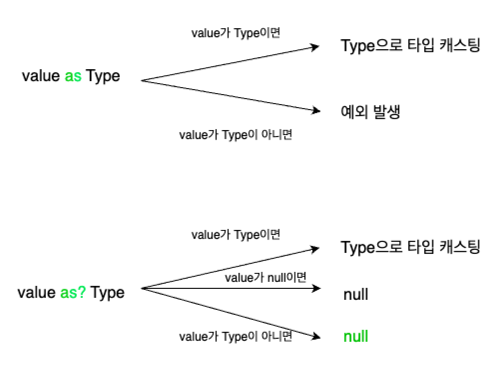 value가 Type이면
Type으로 타입 캐스팅
value as Type
예외 발생
value가 Type이 아니면
value가 Type이면
Type으로 타입 캐스팅
value가 null이면
value as? Type
null
value가 Type이 아니면
null